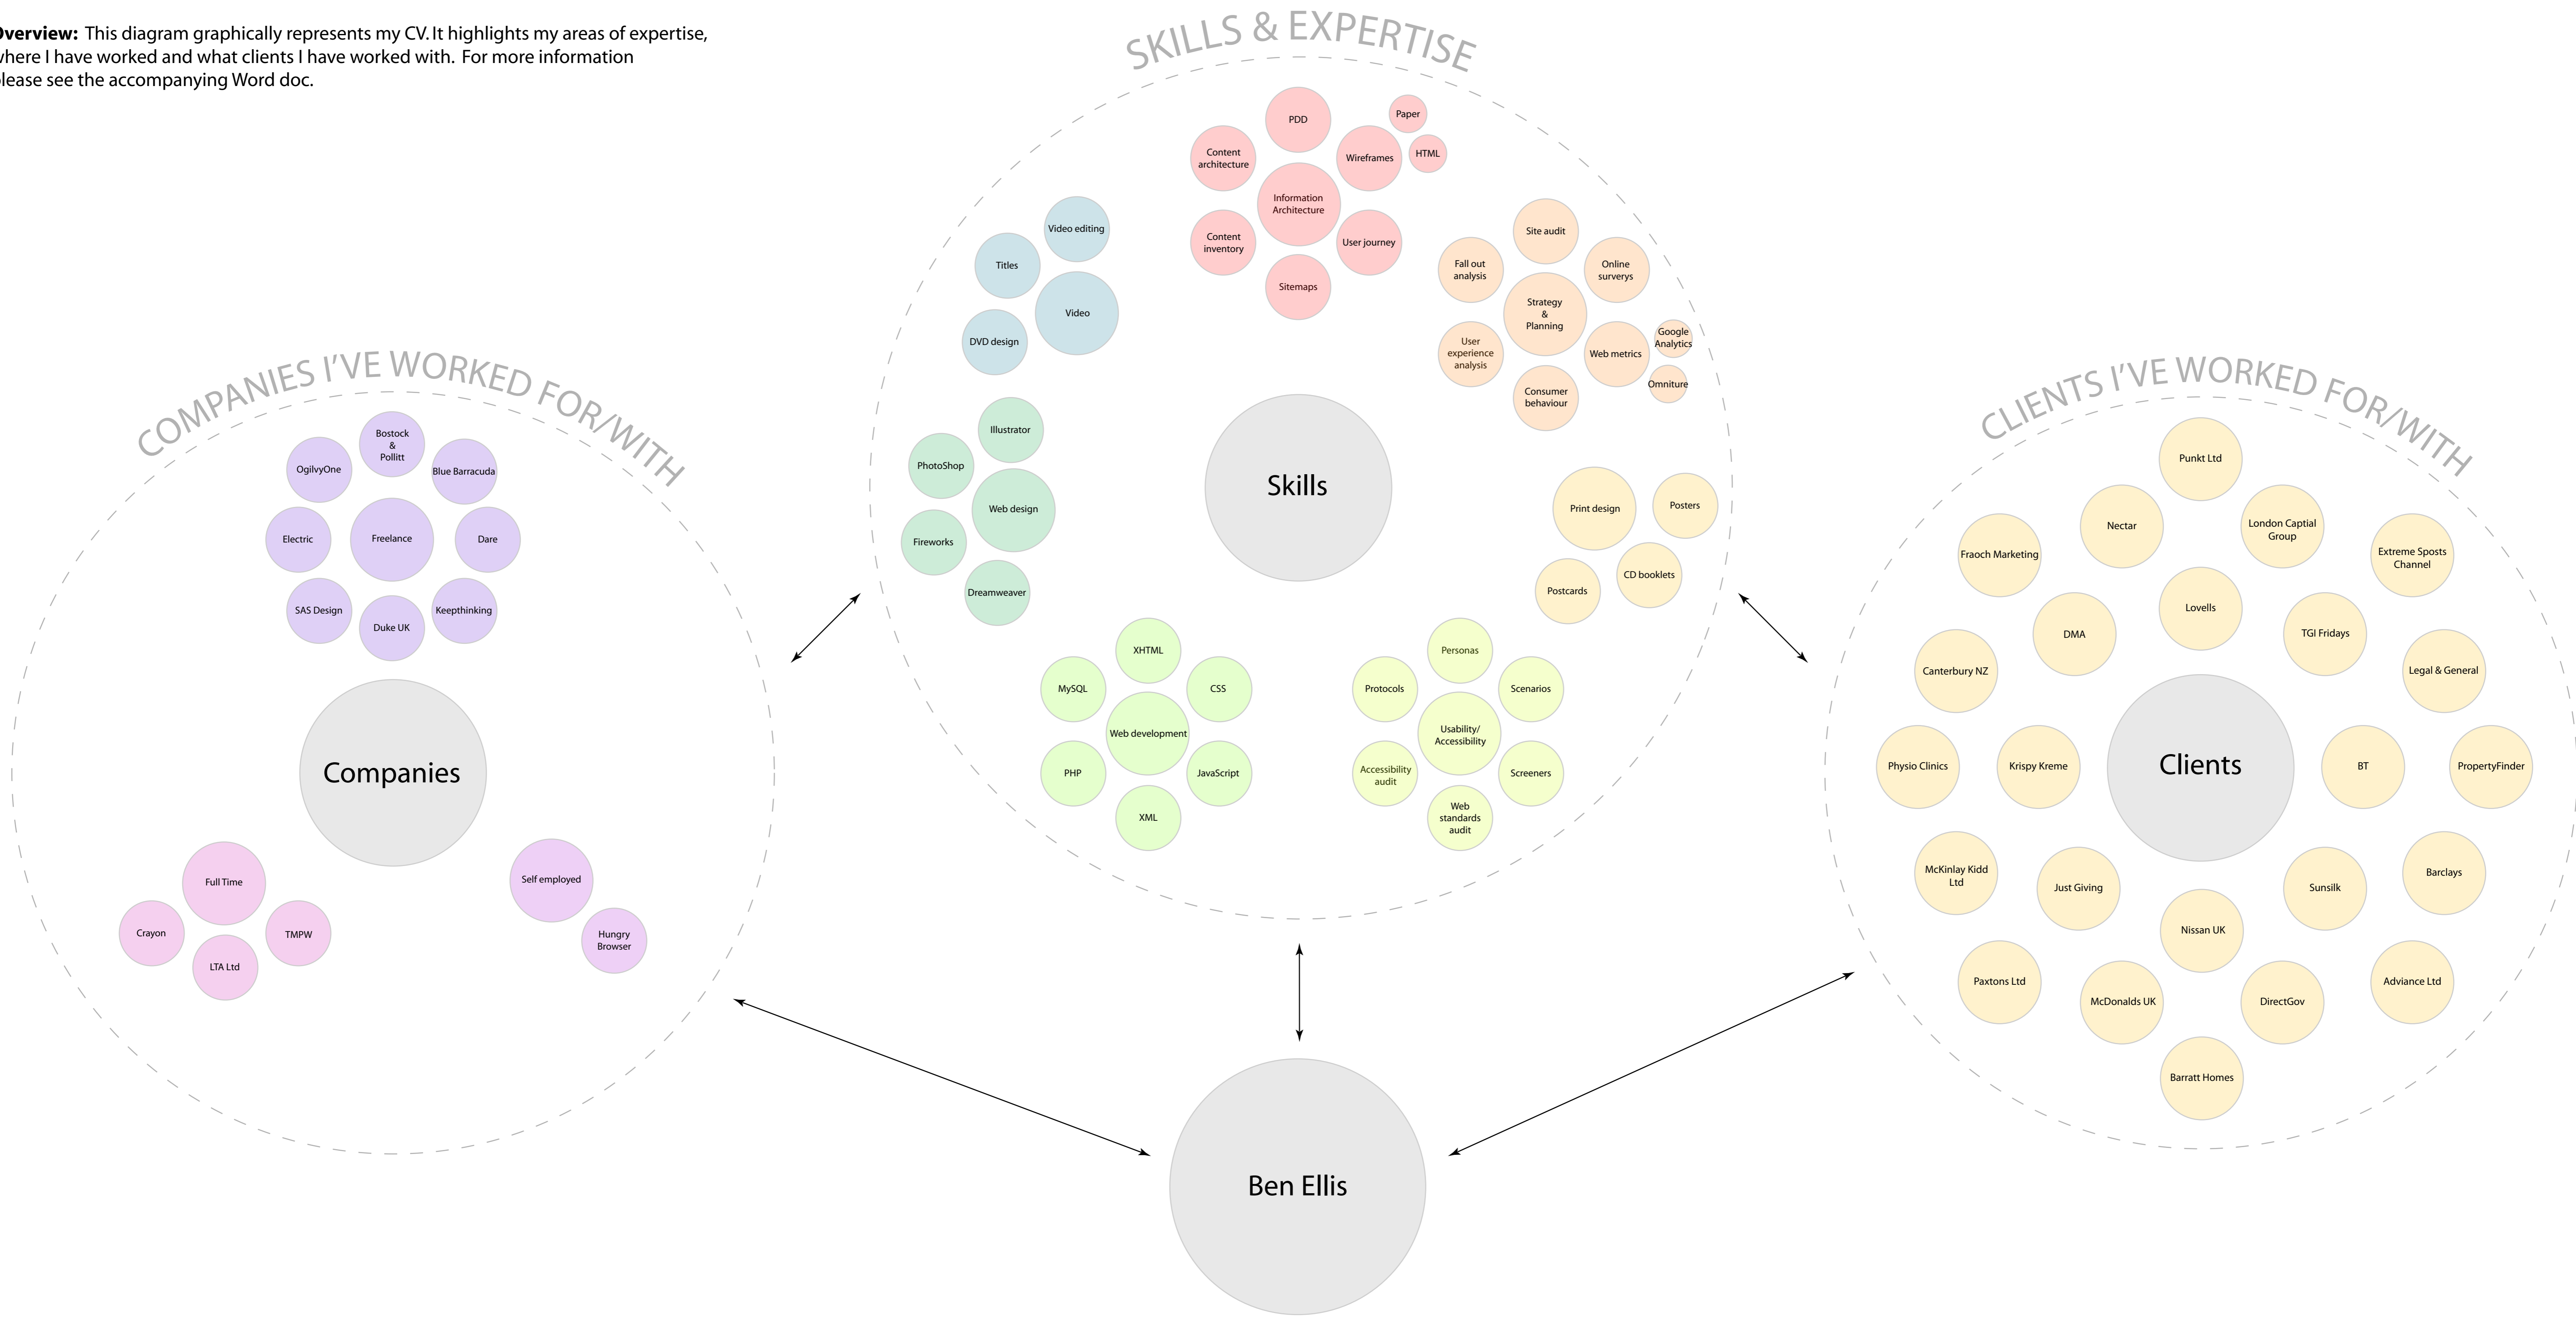 Overview: This diagram graphically represents my CV. It highlights my areas of expertise,
where I have worked and what clients I have worked with. For more information
please see the accompanying Word doc.
SKILLS & EXPERTISE
PDD
Paper
Content
architecture
Wireframes
HTML
Information
Architecture
Content
inventory
User journey
Sitemaps
Video editing
Titles
Video
DVD design
Site audit
Fall out
analysis
Online
surverys
Strategy
&
Planning
User
experience
analysis
Web metrics
Google
Analytics
Omniture
Consumer
behaviour
Illustrator
PhotoShop
Web design
Fireworks
Dreamweaver
Skills
Print design
Posters
CD booklets
Postcards
XHTML
MySQL
CSS
Web development
PHP
JavaScript
XML
Personas
Protocols
Scenarios
Usability/
Accessibility
Accessibility
audit
Screeners
Web
standards
audit
COMPANIES I'VE WORKED FOR/WITH
Bostock
&
Pollitt
OgilvyOne
Blue Barracuda
Electric
Freelance
Dare
SAS Design
Duke UK
Keepthinking
Companies
Full Time
Crayon
TMPW
LTA Ltd
Self employed
Hungry
Browser
CLIENTS I'VE WORKED FOR/WITH
Punkt Ltd
Nectar
London Captial
Group
Fraoch Marketing
Extreme Sposts
Channel
Lovells
DMA
TGI Fridays
Canterbury NZ
Legal & General
Physio Clinics
Krispy Kreme
Clients
BT
PropertyFinder
McKinlay Kidd
Ltd
Just Giving
Sunsilk
Barclays
Nissan UK
Paxtons Ltd
McDonalds UK
DirectGov
Adviance Ltd
Barratt Homes
Ben Ellis